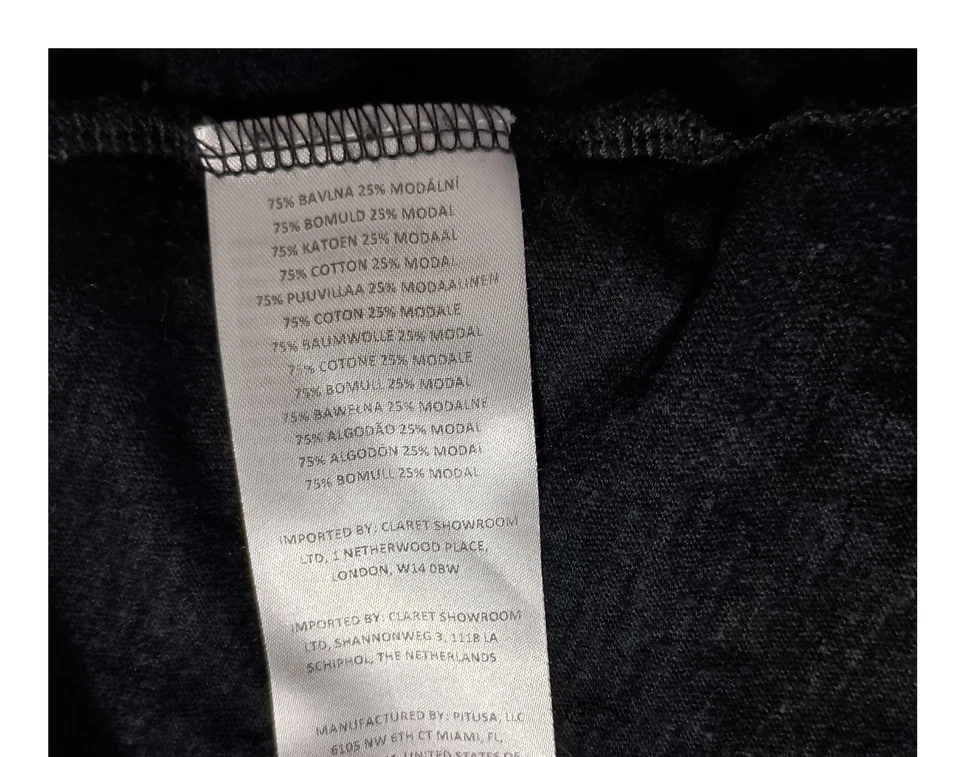 75% BAVLNA 25% MODÁLNÍ
75% BOMULD 25% MODAL
75% KATOEN 25% MODAAL
75% COTTON 25% MODAL
75% PUUVILLAA 25% MODAALINEN
75% COTON 25% MODALE
75% BAUMWOLLE 25% MODAL
75% COTONE 25% MODALE
75% BOMULL 25% MODAL
75% BAWEŁNA 25% MODALNE
75% ALGODÃO 25% MODAL
75% ALGODÓN 25% MODAL
75% BOMULL 25% MODAL
IMPORTED BY: CLARET SHOWROOM
LTD, 1 NETHERWOOD PLACE,
LONDON, W14 0BW
IMPORTED BY: CLARET SHOWROOM
LTD, SHANNONWEG 3, 1118 LA
SCHIPHOL, THE NETHERLANDS
MANUFACTURED BY: PITUSA, LLC
6105 NW 6TH CT MIAMI, FL,
UNITED STATES OF